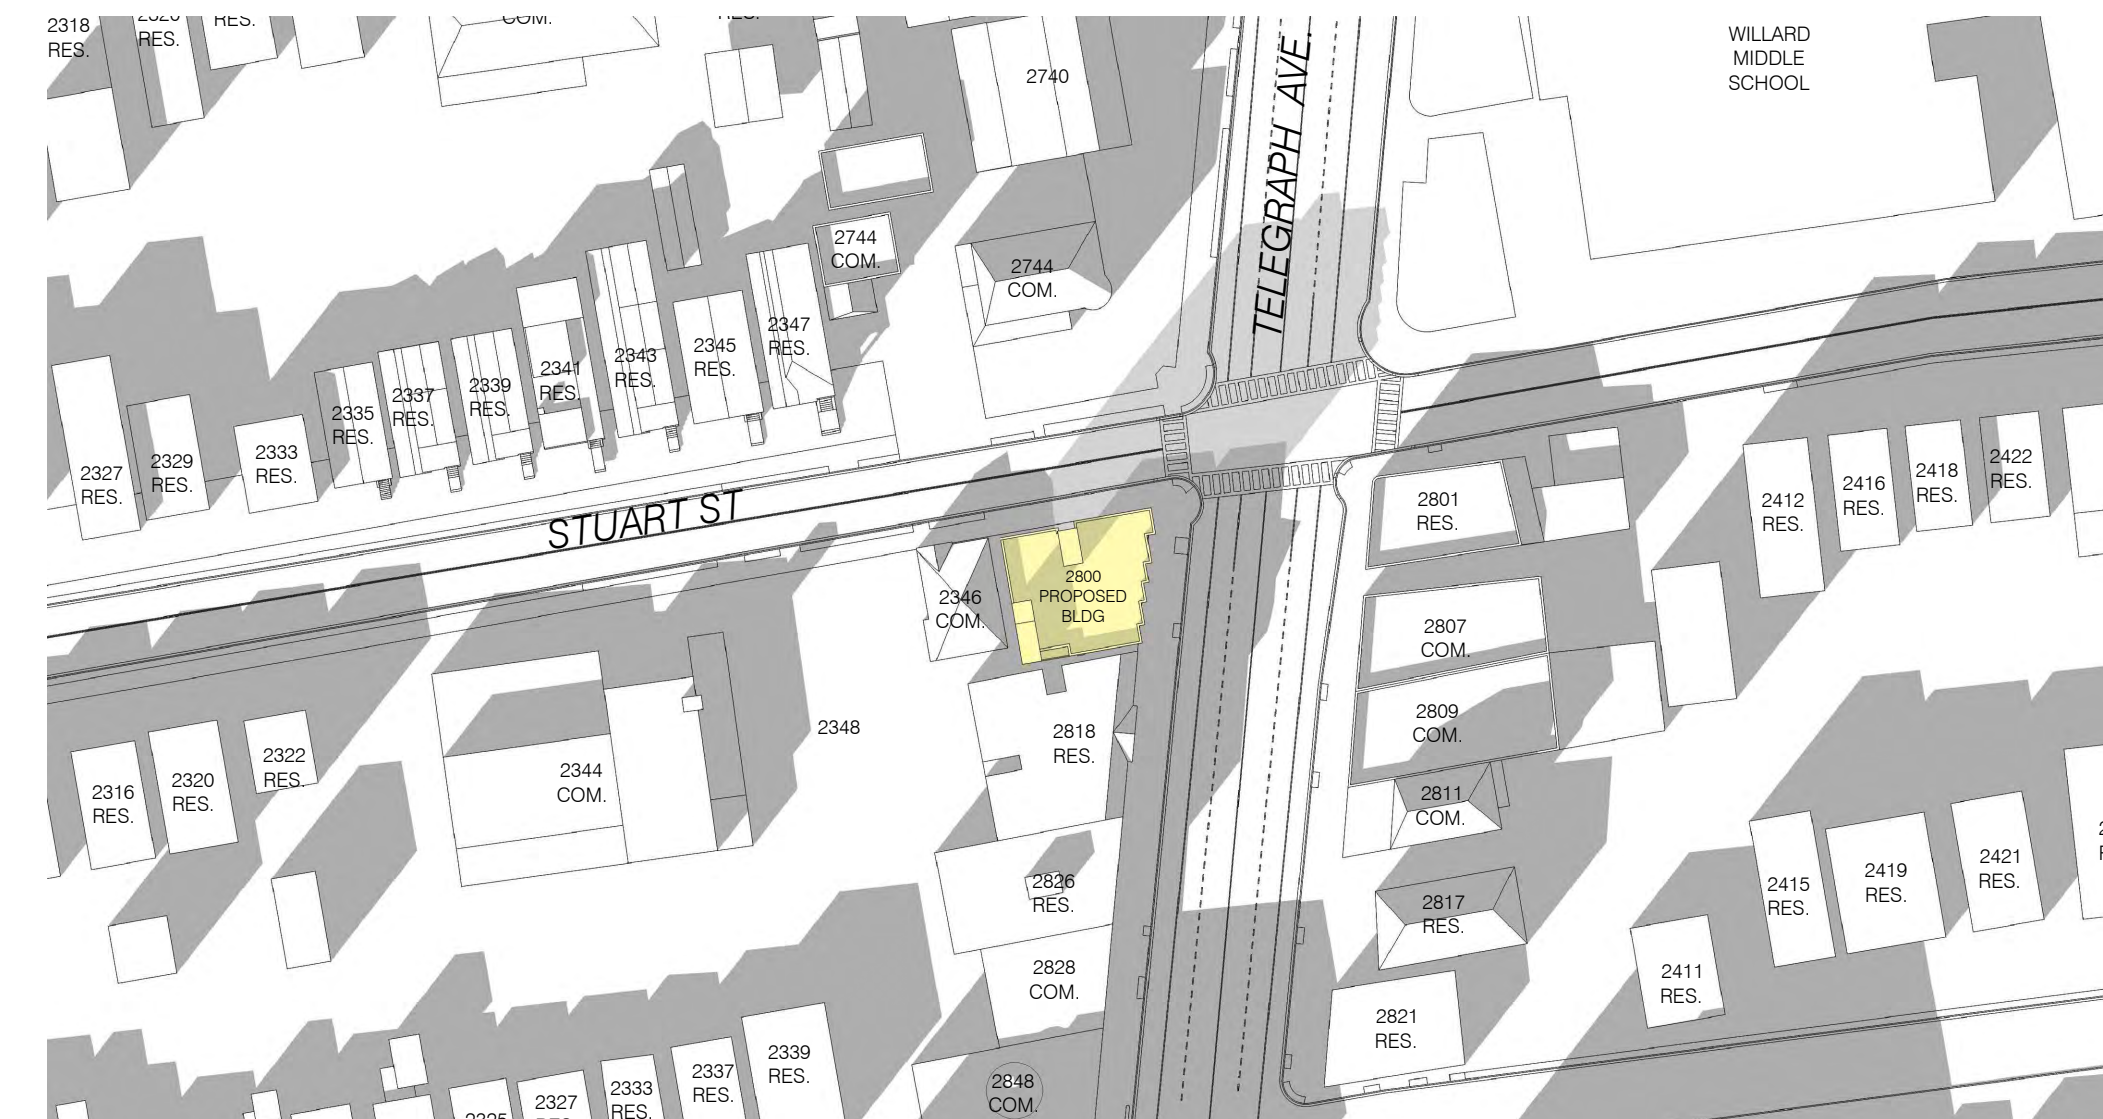 2318
RES.
RES.
RES.
COM.
2740
TELEGRAPH AVE.
WILLARD
MIDDLE
SCHOOL
2744
COM.
2744
COM.
2347
RES.
2345
RES.
2343
RES.
2341
RES.
2339
RES.
2337
RES.
2335
RES.
2333
RES.
2329
RES.
2327
RES.
STUART ST
2801
RES.
2412
RES.
2416
RES.
2418
RES.
2422
RES.
2346
COM.
2800
PROPOSED
BLDG
2807
COM.
2809
COM.
2811
COM.
2817
RES.
2821
RES.
2348
2818
RES.
2344
COM.
2322
RES.
2320
RES.
2316
RES.
2826
RES.
2828
COM.
2848
COM.
2415
RES.
2419
RES.
2421
RES.
2411
RES.
2339
RES.
2337
RES.
2333
RES.
2327